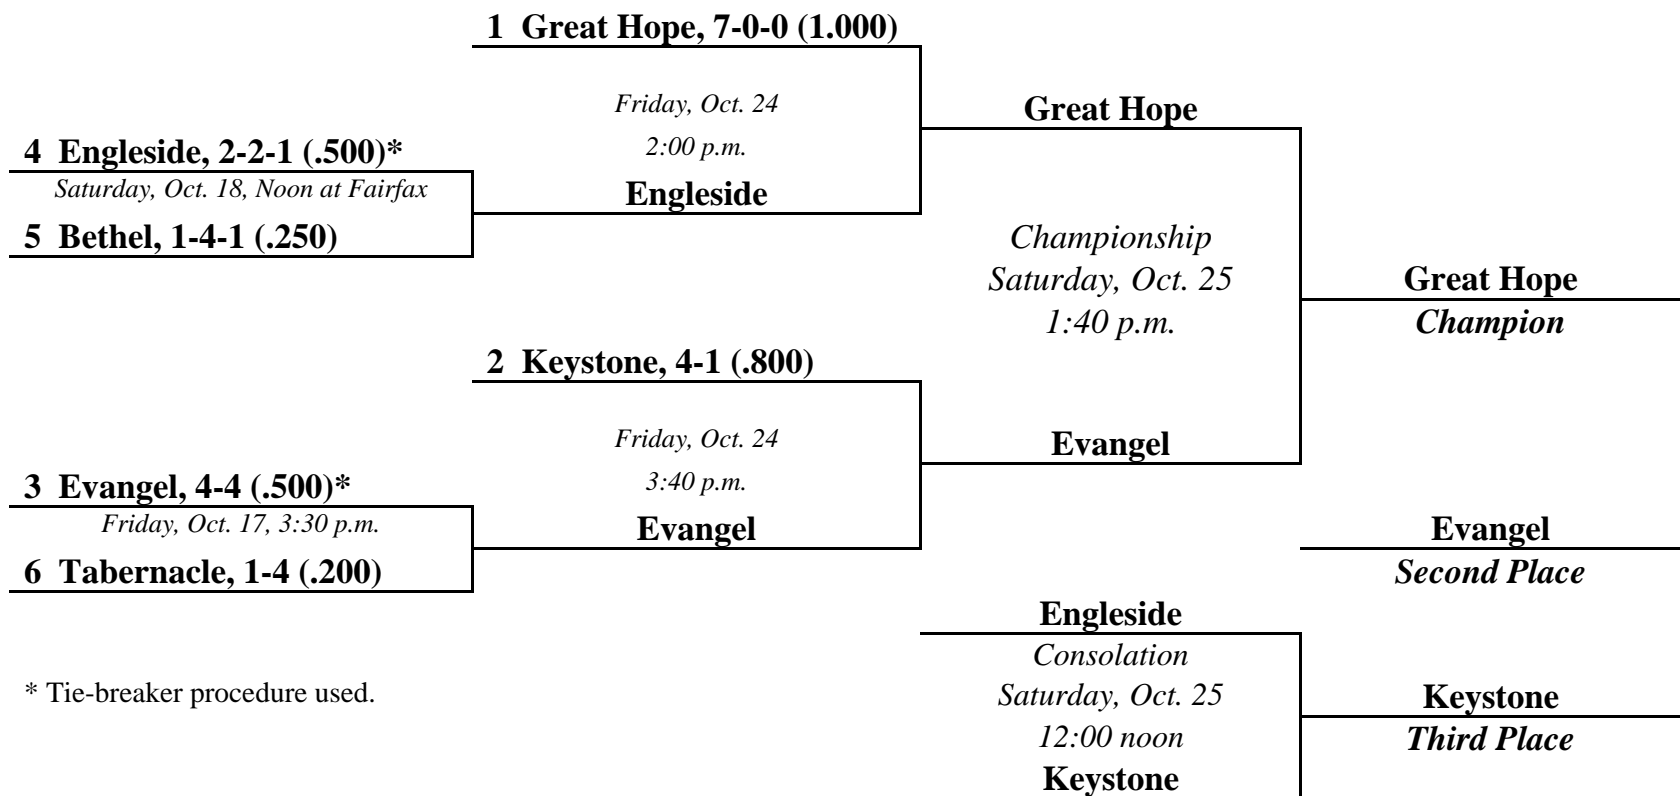 1 Great Hope, 7-0-0 (1.000)
Friday, Oct. 24
2:00 p.m.
Great Hope
4 Engleside, 2-2-1 (.500)*
Saturday, Oct. 18, Noon at Fairfax
Engleside
5 Bethel, 1-4-1 (.250)
Championship
Saturday, Oct. 25
1:40 p.m.
Great Hope
Champion
2 Keystone, 4-1 (.800)
Friday, Oct. 24
3:40 p.m.
Evangel
3 Evangel, 4-4 (.500)*
Friday, Oct. 17, 3:30 p.m.
Evangel
6 Tabernacle, 1-4 (.200)
Evangel
Second Place
Engleside
Consolation
Saturday, Oct. 25
12:00 noon
Keystone
Keystone
Third Place
* Tie-breaker procedure used.